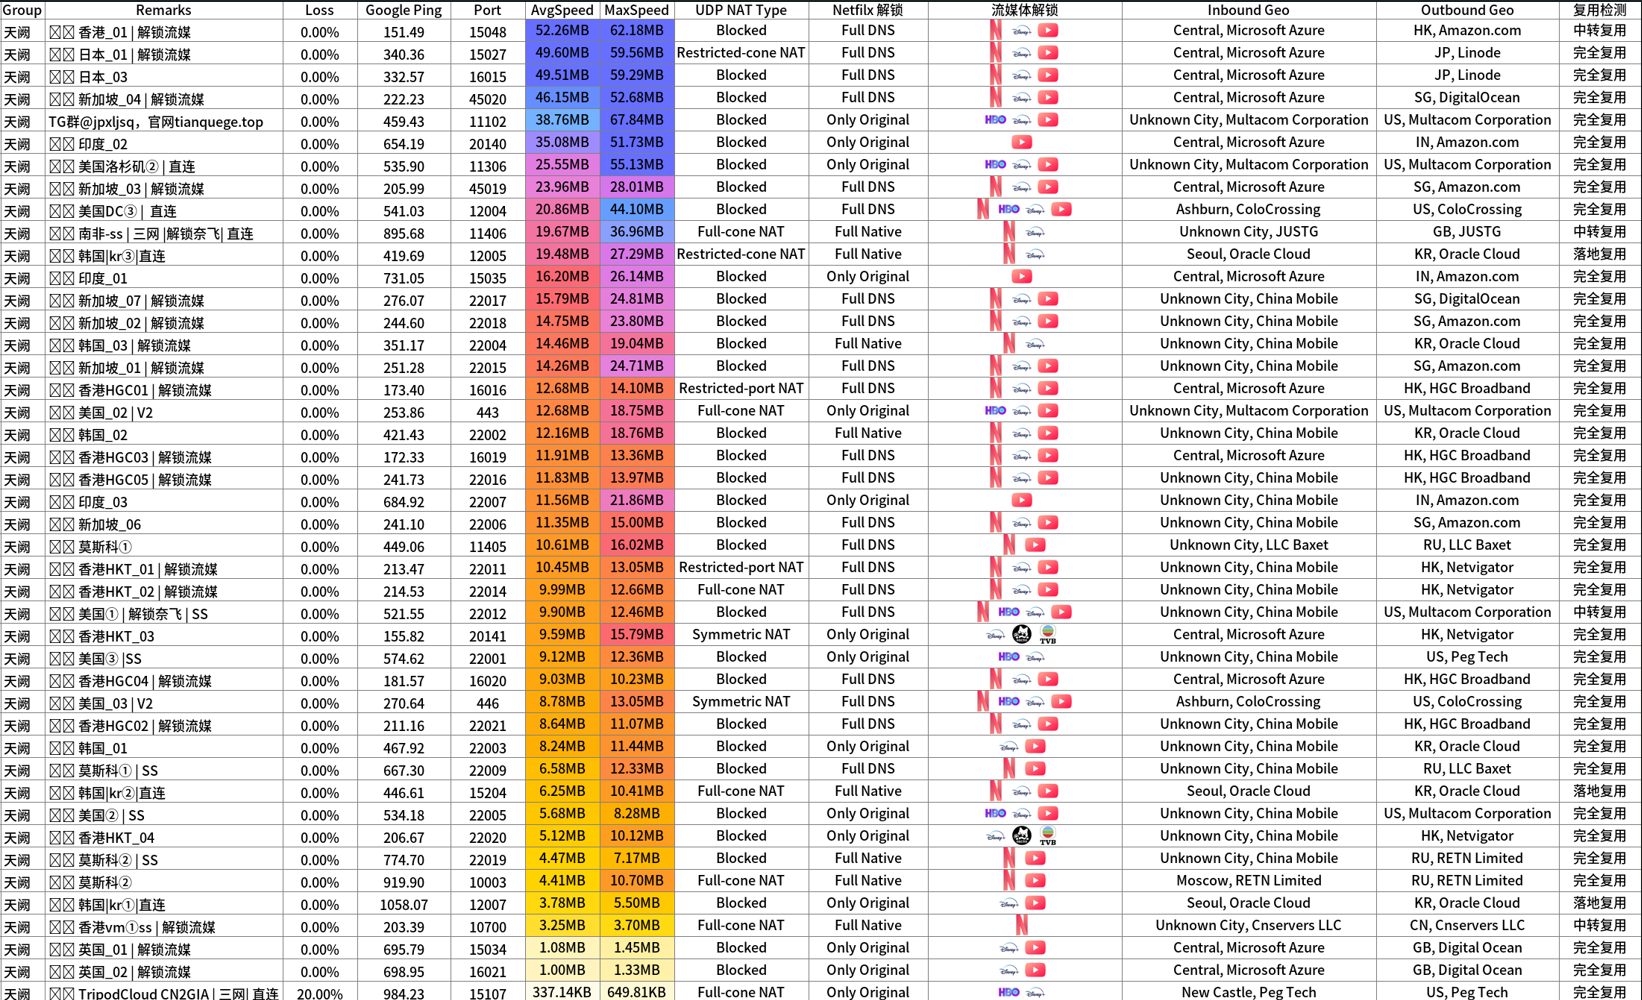 Group Remarks Loss Google Ping Port AvgSpeed MaxSpeed UDP NAT Type Netfilx 解锁 流媒体解锁 Inbound Geo Outbound Geo 复用检测
天阙 香港_01 | 解锁流媒 0.00% 151.49 15048 52.26MB 62.18MB Blocked Full DNS N Disney+ Central, Microsoft Azure HK, Amazon.com 中转复用
天阙 日本_01 | 解锁流媒 0.00% 340.36 15027 49.60MB 59.56MB Restricted-cone NAT Full DNS N Disney+ Central, Microsoft Azure JP, Linode 完全复用
天阙 日本_03 0.00% 332.57 16015 49.51MB 59.29MB Blocked Full DNS N Disney+ Central, Microsoft Azure JP, Linode 完全复用
天阙 新加坡_04 | 解锁流媒 0.00% 222.23 45020 46.15MB 52.68MB Blocked Full DNS N Disney+ Central, Microsoft Azure SG, DigitalOcean 完全复用
天阙 TG群@jpxljsq，官网tianquege.top 0.00% 459.43 11102 38.76MB 67.84MB Blocked Only Original HBO Disney+ Unknown City, Multacom Corporation US, Multacom Corporation 完全复用
天阙 印度_02 0.00% 654.19 20140 35.08MB 51.73MB Blocked Only Original Central, Microsoft Azure IN, Amazon.com 完全复用
天阙 美国洛杉矶② | 直连 0.00% 535.90 11306 25.55MB 55.13MB Blocked Only Original HBO Disney+ Unknown City, Multacom Corporation US, Multacom Corporation 完全复用
天阙 新加坡_03 | 解锁流媒 0.00% 205.99 45019 23.96MB 28.01MB Blocked Full DNS N Disney+ Central, Microsoft Azure SG, Amazon.com 完全复用
天阙 美国DC③ | 直连 0.00% 541.03 12004 20.86MB 44.10MB Blocked Full DNS N HBO Disney+ Ashburn, ColoCrossing US, ColoCrossing 完全复用
天阙 南非-ss | 三网 |解锁奈飞| 直连 0.00% 895.68 11406 19.67MB 36.96MB Full-cone NAT Full Native N Disney+ Unknown City, JUSTG GB, JUSTG 中转复用
天阙 韩国|kr③|直连 0.00% 419.69 12005 19.48MB 27.29MB Restricted-cone NAT Full Native N Disney+ Seoul, Oracle Cloud KR, Oracle Cloud 落地复用
天阙 印度_01 0.00% 731.05 15035 16.20MB 26.14MB Blocked Only Original Central, Microsoft Azure IN, Amazon.com 完全复用
天阙 新加坡_07 | 解锁流媒 0.00% 276.07 22017 15.79MB 24.81MB Blocked Full DNS N Disney+ Unknown City, China Mobile SG, DigitalOcean 完全复用
天阙 新加坡_02 | 解锁流媒 0.00% 244.60 22018 14.75MB 23.80MB Blocked Full DNS N Disney+ Unknown City, China Mobile SG, Amazon.com 完全复用
天阙 韩国_03 | 解锁流媒 0.00% 351.17 22004 14.46MB 19.04MB Blocked Full Native N Disney+ Unknown City, China Mobile KR, Oracle Cloud 完全复用
天阙 新加坡_01 | 解锁流媒 0.00% 251.28 22015 14.26MB 24.71MB Blocked Full DNS N Disney+ Unknown City, China Mobile SG, Amazon.com 完全复用
天阙 香港HGC01 | 解锁流媒 0.00% 173.40 16016 12.68MB 14.10MB Restricted-port NAT Full DNS N Disney+ Central, Microsoft Azure HK, HGC Broadband 完全复用
天阙 美国_02 | V2 0.00% 253.86 443 12.68MB 18.75MB Full-cone NAT Only Original HBO Disney+ Unknown City, Multacom Corporation US, Multacom Corporation 完全复用
天阙 韩国_02 0.00% 421.43 22002 12.16MB 18.76MB Blocked Full Native N Disney+ Unknown City, China Mobile KR, Oracle Cloud 完全复用
天阙 香港HGC03 | 解锁流媒 0.00% 172.33 16019 11.91MB 13.36MB Blocked Full DNS N Disney+ Central, Microsoft Azure HK, HGC Broadband 完全复用
天阙 香港HGC05 | 解锁流媒 0.00% 241.73 22016 11.83MB 13.97MB Blocked Full DNS N Disney+ Unknown City, China Mobile HK, HGC Broadband 完全复用
天阙 印度_03 0.00% 684.92 22007 11.56MB 21.86MB Blocked Only Original Unknown City, China Mobile IN, Amazon.com 完全复用
天阙 新加坡_06 0.00% 241.10 22006 11.35MB 15.00MB Blocked Full DNS N Disney+ Unknown City, China Mobile SG, Amazon.com 完全复用
天阙 莫斯科① 0.00% 449.06 11405 10.61MB 16.02MB Blocked Full DNS N Unknown City, LLC Baxet RU, LLC Baxet 完全复用
天阙 香港HKT_01 | 解锁流媒 0.00% 213.47 22011 10.45MB 13.05MB Restricted-port NAT Full DNS N Disney+ Unknown City, China Mobile HK, Netvigator 完全复用
天阙 香港HKT_02 | 解锁流媒 0.00% 214.53 22014 9.99MB 12.66MB Full-cone NAT Full DNS N Disney+ Unknown City, China Mobile HK, Netvigator 完全复用
天阙 美国① | 解锁奈飞 | SS 0.00% 521.55 22012 9.90MB 12.46MB Blocked Full DNS N HBO Disney+ Unknown City, China Mobile US, Multacom Corporation 中转复用
天阙 香港HKT_03 0.00% 155.82 20141 9.59MB 15.79MB Symmetric NAT Only Original Disney+ TVB Central, Microsoft Azure HK, Netvigator 完全复用
天阙 美国③ |SS 0.00% 574.62 22001 9.12MB 12.36MB Blocked Only Original HBO Disney+ Unknown City, China Mobile US, Peg Tech 完全复用
天阙 香港HGC04 | 解锁流媒 0.00% 181.57 16020 9.03MB 10.23MB Blocked Full DNS N Disney+ Central, Microsoft Azure HK, HGC Broadband 完全复用
天阙 美国_03 | V2 0.00% 270.64 446 8.78MB 13.05MB Symmetric NAT Full DNS N HBO Disney+ Ashburn, ColoCrossing US, ColoCrossing 完全复用
天阙 香港HGC02 | 解锁流媒 0.00% 211.16 22021 8.64MB 11.07MB Blocked Full DNS N Disney+ Unknown City, China Mobile HK, HGC Broadband 完全复用
天阙 韩国_01 0.00% 467.92 22003 8.24MB 11.44MB Blocked Only Original Disney+ Unknown City, China Mobile KR, Oracle Cloud 完全复用
天阙 莫斯科① | SS 0.00% 667.30 22009 6.58MB 12.33MB Blocked Full DNS N Unknown City, China Mobile RU, LLC Baxet 完全复用
天阙 韩国|kr②|直连 0.00% 446.61 15204 6.25MB 10.41MB Full-cone NAT Full Native N Disney+ Seoul, Oracle Cloud KR, Oracle Cloud 落地复用
天阙 美国② | SS 0.00% 534.18 22005 5.68MB 8.28MB Blocked Only Original HBO Disney+ Unknown City, China Mobile US, Multacom Corporation 完全复用
天阙 香港HKT_04 0.00% 206.67 22020 5.12MB 10.12MB Blocked Only Original Disney+ TVB Unknown City, China Mobile HK, Netvigator 完全复用
天阙 莫斯科② | SS 0.00% 774.70 22019 4.47MB 7.17MB Blocked Full Native N Unknown City, China Mobile RU, RETN Limited 完全复用
天阙 莫斯科② 0.00% 919.90 10003 4.41MB 10.70MB Full-cone NAT Full Native N Moscow, RETN Limited RU, RETN Limited 完全复用
天阙 韩国|kr①|直连 0.00% 1058.07 12007 3.78MB 5.50MB Blocked Only Original Disney+ Seoul, Oracle Cloud KR, Oracle Cloud 落地复用
天阙 香港vm①ss | 解锁流媒 0.00% 203.39 10700 3.25MB 3.70MB Full-cone NAT Full Native N Unknown City, Cnservers LLC CN, Cnservers LLC 中转复用
天阙 英国_01 | 解锁流媒 0.00% 695.79 15034 1.08MB 1.45MB Blocked Only Original Disney+ Central, Microsoft Azure GB, Digital Ocean 完全复用
天阙 英国_02 | 解锁流媒 0.00% 698.95 16021 1.00MB 1.33MB Blocked Only Original Disney+ Central, Microsoft Azure GB, Digital Ocean 完全复用
天阙 TripodCloud CN2GIA | 三网| 直连 20.00% 984.23 15107 337.14KB 649.81KB Full-cone NAT Only Original HBO Disney+ New Castle, Peg Tech US, Peg Tech 完全复用